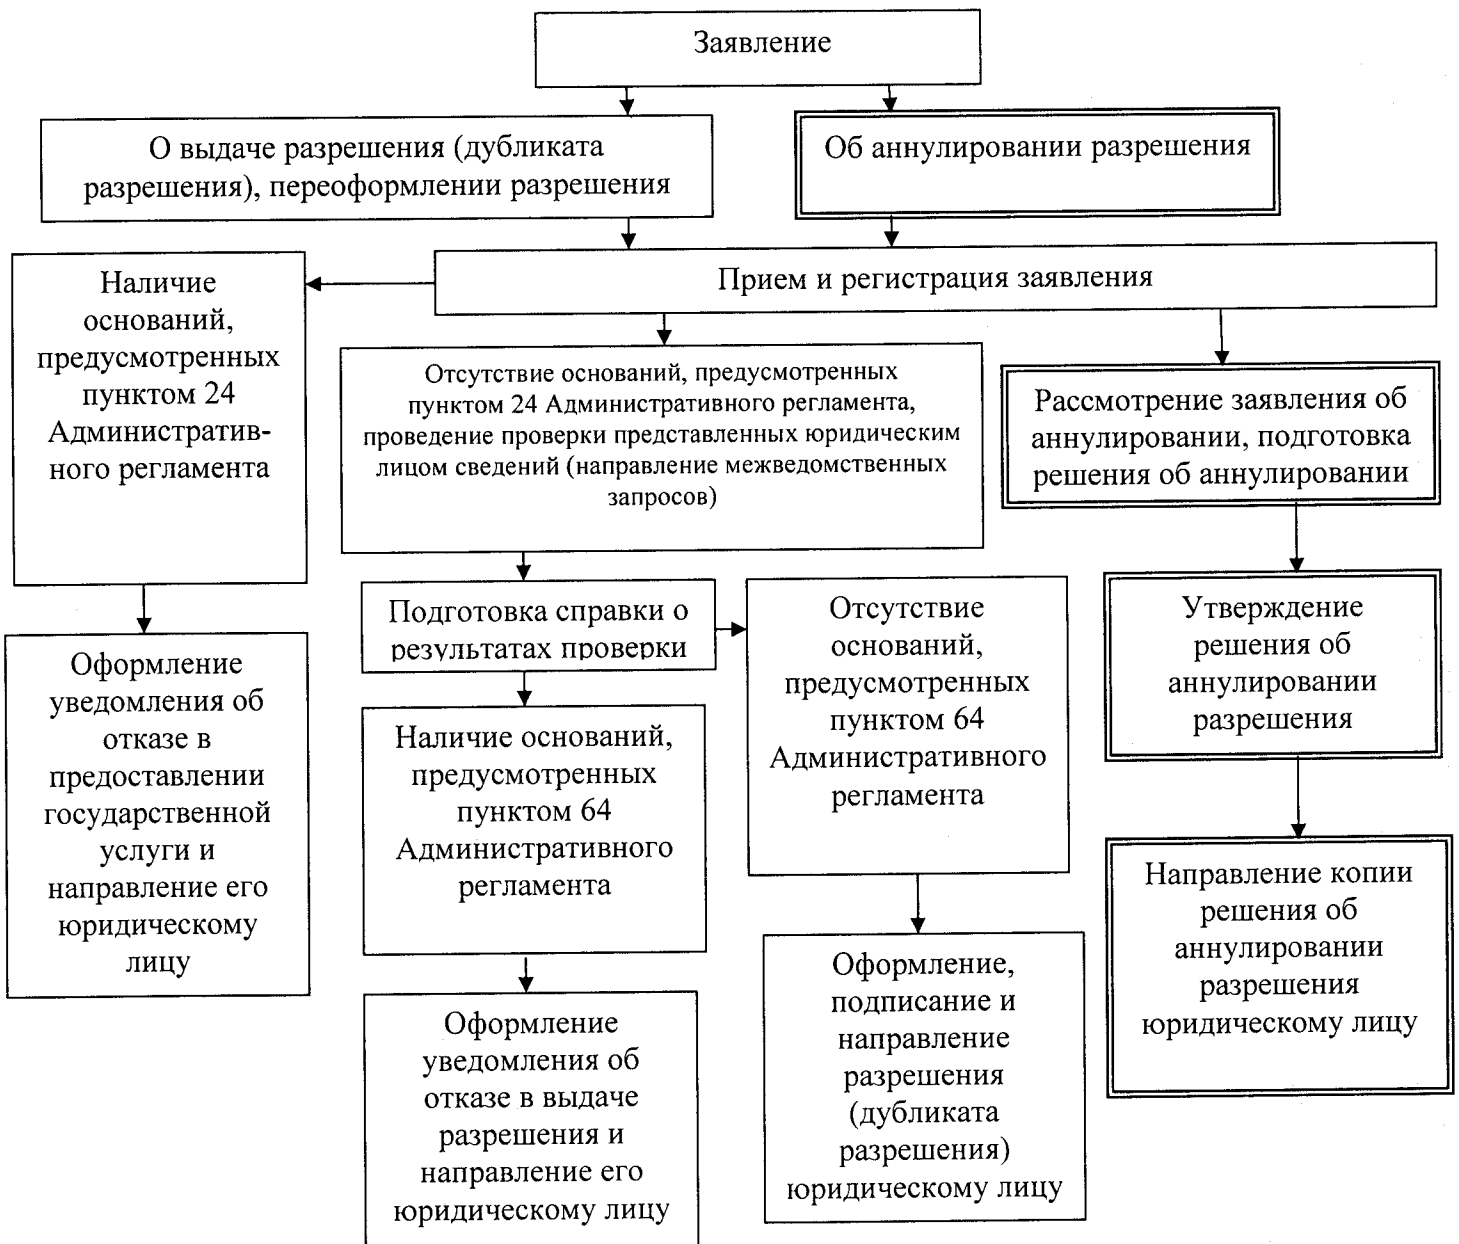 Заявление
О выдаче разрешения (дубликата
разрешения), переоформлении разрешения
Об аннулировании разрешения
Прием и регистрация заявления
Наличие
оснований,
предусмотренных
пунктом 24
Административ-
ного регламента
Отсутствие оснований, предусмотренных
пунктом 24 Административного регламента,
проведение проверки представленных юридическим
лицом сведений (направление межведомственных
запросов)
Рассмотрение заявления об
аннулировании, подготовка
решения об аннулировании
Оформление
уведомления об
отказе в
предоставлении
государственной
услуги и
направление его
юридическому
лицу
Подготовка справки о
результатах проверки
Отсутствие
оснований,
предусмотренных
пунктом 64
Административного
регламента
Утверждение
решения об
аннулировании
разрешения
Наличие оснований,
предусмотренных
пунктом 64
Административного
регламента
Направление копии
решения об
аннулировании
разрешения
юридическому лицу
Оформление,
подписание и
направление
разрешения
(дубликата
разрешения)
юридическому лицу
Оформление
уведомления об
отказе в выдаче
разрешения и
направление его
юридическому лицу